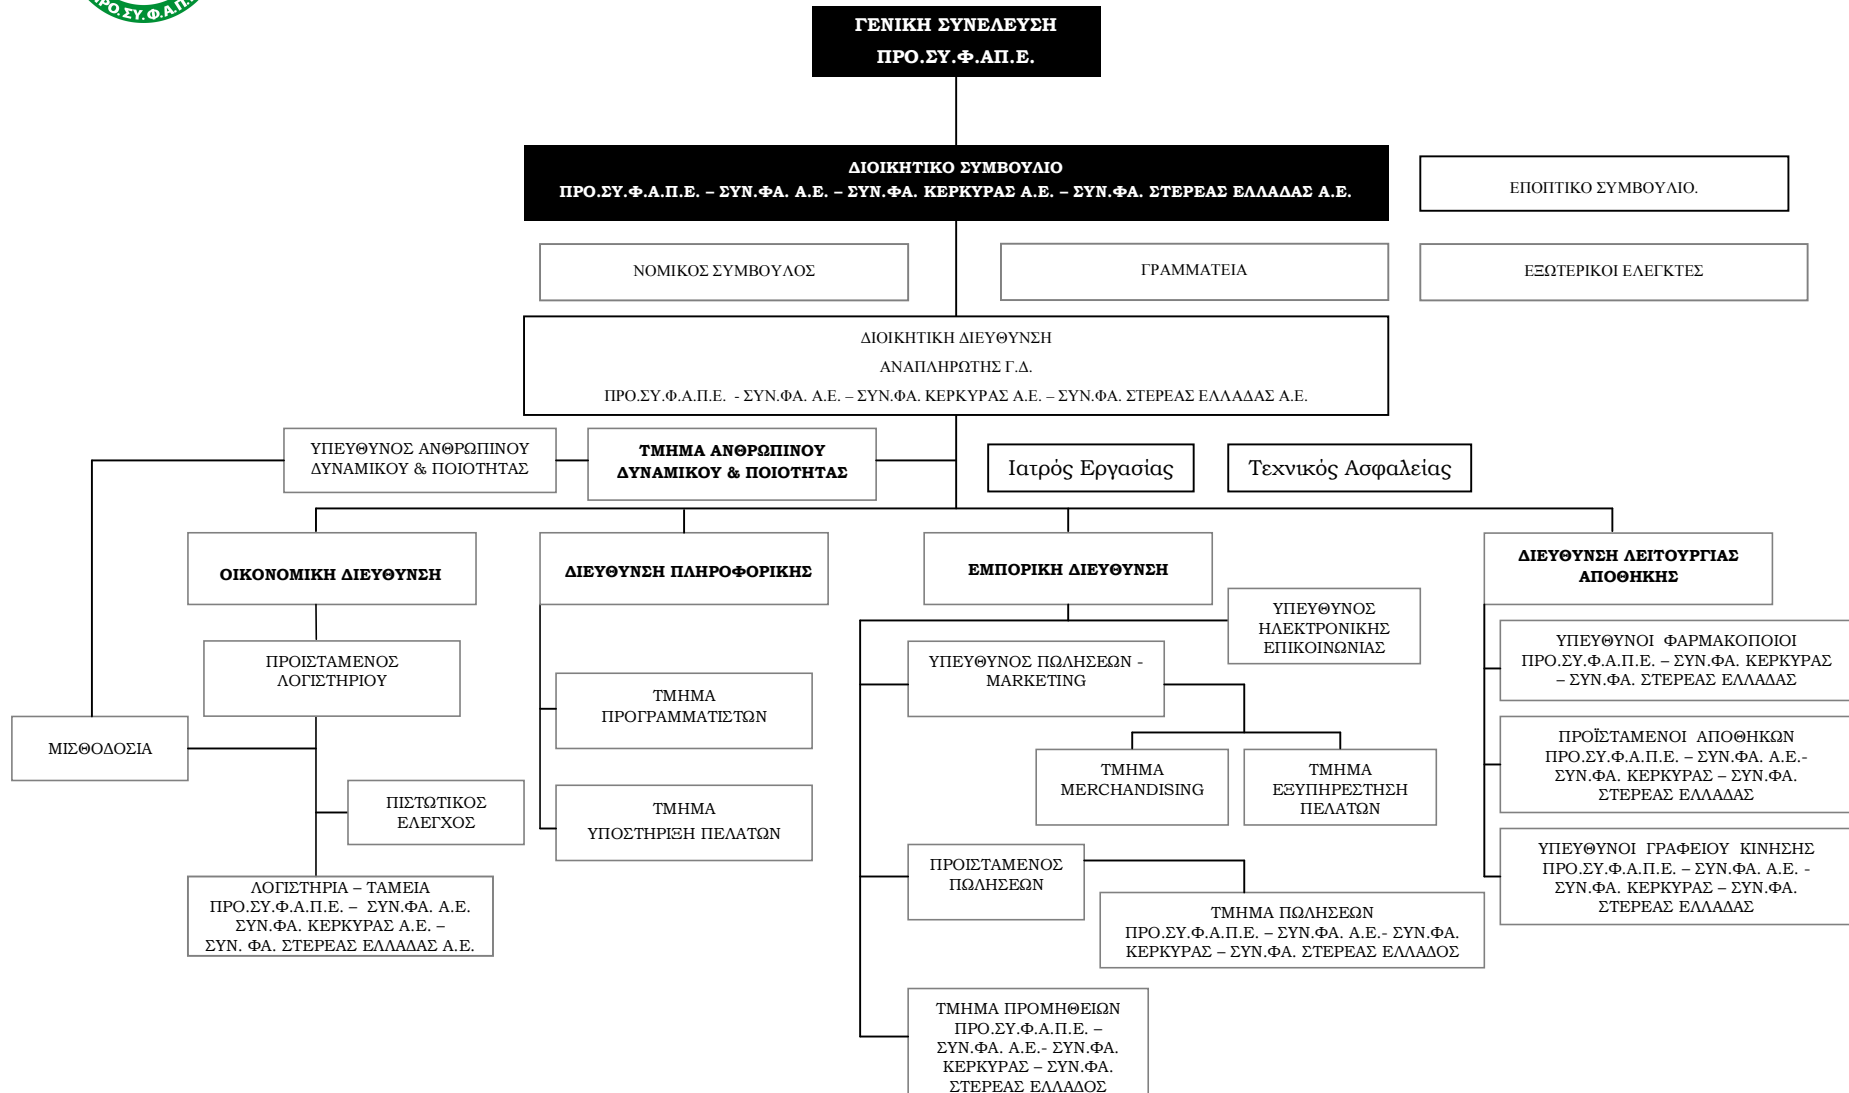 ΠΡΟ.ΣΥ.Φ.Α.Π.
ΓΕΝΙΚΗ ΣΥΝΕΛΕΥΣΗ
ΠΡΟ.ΣΥ.Φ.ΑΠ.Ε.
ΔΙΟΙΚΗΤΙΚΟ ΣΥΜΒΟΥΛΙΟ
ΠΡΟ.ΣΥ.Φ.Α.Π.Ε. – ΣΥΝ.ΦΑ. Α.Ε. – ΣΥΝ.ΦΑ. ΚΕΡΚΥΡΑΣ Α.Ε. – ΣΥΝ.ΦΑ. ΣΤΕΡΕΑΣ ΕΛΛΑΔΑΣ Α.Ε.
ΕΠΟΠΤΙΚΟ ΣΥΜΒΟΥΛΙΟ.
ΝΟΜΙΚΟΣ ΣΥΜΒΟΥΛΟΣ
ΓΡΑΜΜΑΤΕΙΑ
ΕΞΩΤΕΡΙΚΟΙ ΕΛΕΓΚΤΕΣ
ΔΙΟΙΚΗΤΙΚΗ ΔΙΕΥΘΥΝΣΗ
ΑΝΑΠΛΗΡΩΤΗΣ Γ.Δ.
ΠΡΟ.ΣΥ.Φ.Α.Π.Ε. - ΣΥΝ.ΦΑ. Α.Ε. – ΣΥΝ.ΦΑ. ΚΕΡΚΥΡΑΣ Α.Ε. – ΣΥΝ.ΦΑ. ΣΤΕΡΕΑΣ ΕΛΛΑΔΑΣ Α.Ε.
ΥΠΕΥΘΥΝΟΣ ΑΝΘΡΩΠΙΝΟΥ
ΔΥΝΑΜΙΚΟΥ & ΠΟΙΟΤΗΤΑΣ
ΤΜΗΜΑ ΑΝΘΡΩΠΙΝΟΥ
ΔΥΝΑΜΙΚΟΥ & ΠΟΙΟΤΗΤΑΣ
Ιατρός Εργασίας
Τεχνικός Ασφαλείας
ΟΙΚΟΝΟΜΙΚΗ ΔΙΕΥΘΥΝΣΗ
ΔΙΕΥΘΥΝΣΗ ΠΛΗΡΟΦΟΡΙΚΗΣ
ΕΜΠΟΡΙΚΗ ΔΙΕΥΘΥΝΣΗ
ΔΙΕΥΘΥΝΣΗ ΛΕΙΤΟΥΡΓΙΑΣ
ΑΠΟΘΗΚΗΣ
ΠΡΟΙΣΤΑΜΕΝΟΣ
ΛΟΓΙΣΤΗΡΙΟΥ
ΜΙΣΘΟΔΟΣΙΑ
ΠΙΣΤΩΤΙΚΟΣ
ΕΛΕΓΧΟΣ
ΛΟΓΙΣΤΗΡΙΑ – ΤΑΜΕΙΑ
ΠΡΟ.ΣΥ.Φ.Α.Π.Ε. – ΣΥΝ.ΦΑ. Α.Ε.
ΣΥΝ.ΦΑ. ΚΕΡΚΥΡΑΣ Α.Ε. –
ΣΥΝ. ΦΑ. ΣΤΕΡΕΑΣ ΕΛΛΑΔΑΣ Α.Ε.
ΤΜΗΜΑ
ΠΡΟΓΡΑΜΜΑΤΙΣΤΩΝ
ΤΜΗΜΑ
ΥΠΟΣΤΗΡΙΞΗ ΠΕΛΑΤΩΝ
ΥΠΕΥΘΥΝΟΣ
ΗΛΕΚΤΡΟΝΙΚΗΣ
ΕΠΙΚΟΙΝΩΝΙΑΣ
ΥΠΕΥΘΥΝΟΣ ΠΩΛΗΣΕΩΝ -
MARKETING
ΤΜΗΜΑ
MERCHANDISING
ΤΜΗΜΑ
ΕΞΥΠΗΡΕΣΤΗΣΗ
ΠΕΛΑΤΩΝ
ΠΡΟΙΣΤΑΜΕΝΟΣ
ΠΩΛΗΣΕΩΝ
ΤΜΗΜΑ ΠΩΛΗΣΕΩΝ
ΠΡΟ.ΣΥ.Φ.Α.Π.Ε. – ΣΥΝ.ΦΑ. Α.Ε.- ΣΥΝ.ΦΑ.
ΚΕΡΚΥΡΑΣ – ΣΥΝ.ΦΑ. ΣΤΕΡΕΑΣ ΕΛΛΑΔΟΣ
ΤΜΗΜΑ ΠΡΟΜΗΘΕΙΩΝ
ΠΡΟ.ΣΥ.Φ.Α.Π.Ε. –
ΣΥΝ.ΦΑ. Α.Ε.- ΣΥΝ.ΦΑ.
ΚΕΡΚΥΡΑΣ – ΣΥΝ.ΦΑ.
ΣΤΕΡΕΑΣ ΕΛΛΑΔΟΣ
ΥΠΕΥΘΥΝΟΙ ΦΑΡΜΑΚΟΠΟΙΟΙ
ΠΡΟ.ΣΥ.Φ.Α.Π.Ε. – ΣΥΝ.ΦΑ. ΚΕΡΚΥΡΑΣ
– ΣΥΝ.ΦΑ. ΣΤΕΡΕΑΣ ΕΛΛΑΔΑΣ
ΠΡΟΪΣΤΑΜΕΝΟΙ ΑΠΟΘΗΚΩΝ
ΠΡΟ.ΣΥ.Φ.Α.Π.Ε. – ΣΥΝ.ΦΑ. Α.Ε.-
ΣΥΝ.ΦΑ. ΚΕΡΚΥΡΑΣ – ΣΥΝ.ΦΑ.
ΣΤΕΡΕΑΣ ΕΛΛΑΔΑΣ
ΥΠΕΥΘΥΝΟΙ ΓΡΑΦΕΙΟΥ ΚΙΝΗΣΗΣ
ΠΡΟ.ΣΥ.Φ.Α.Π.Ε. – ΣΥΝ.ΦΑ. Α.Ε. -
ΣΥΝ.ΦΑ. ΚΕΡΚΥΡΑΣ – ΣΥΝ.ΦΑ.
ΣΤΕΡΕΑΣ ΕΛΛΑΔΑΣ